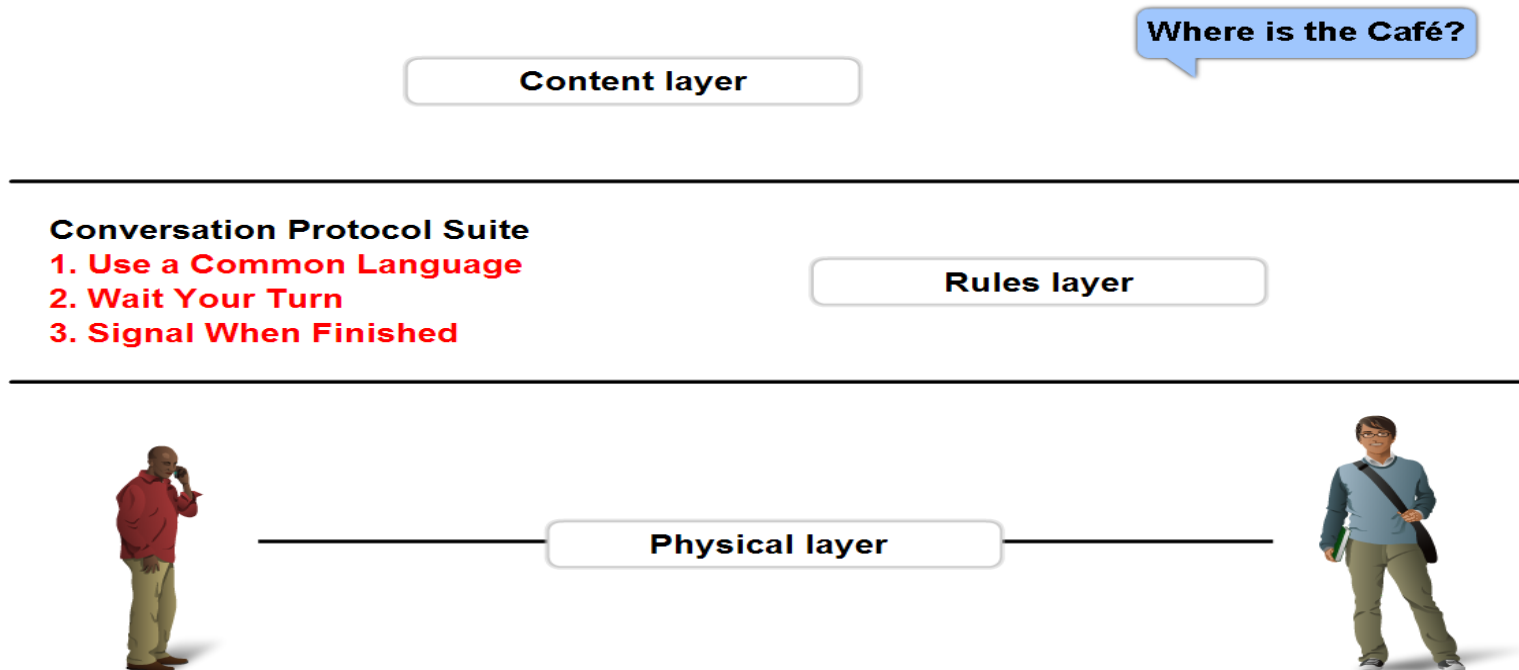 Where is the Café?
Content layer
Conversation Protocol Suite
1. Use a Common Language
2. Wait Your Turn
3. Signal When Finished
Rules layer
Physical layer